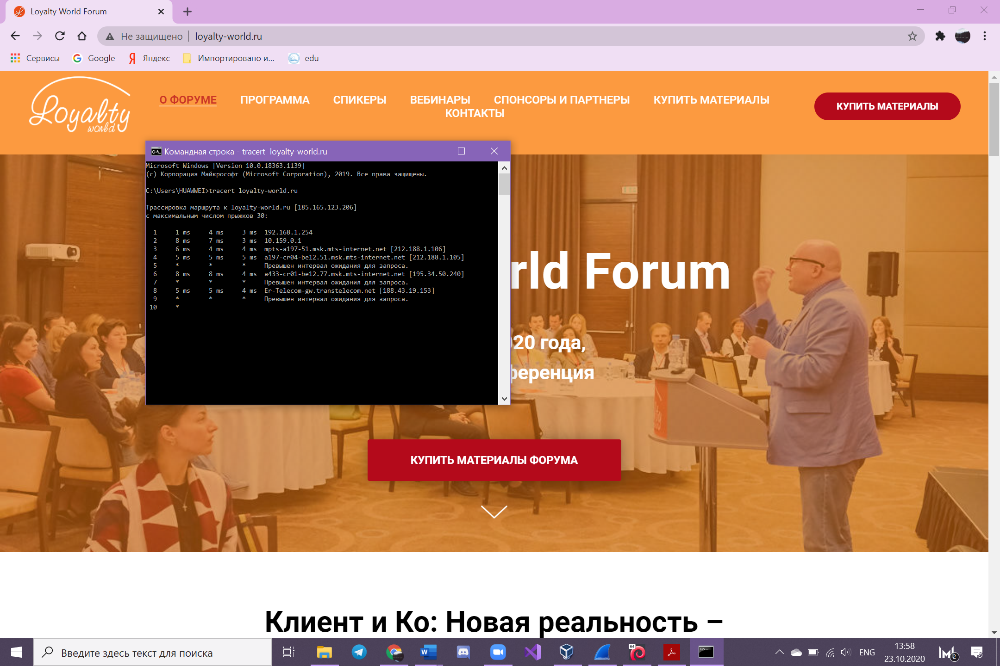 Loyalty World Forum
Не защищено | loyalty-world.ru
Сервисы Google Яндекс Импортировано и... edu
Loyalty
world
О ФОРУМЕ ПРОГРАММА СПИКЕРЫ ВЕБИНАРЫ СПОНСОРЫ И ПАРТНЕРЫ КУПИТЬ МАТЕРИАЛЫ
КОНТАКТЫ
КУПИТЬ МАТЕРИАЛЫ
Командная строка - tracert loyalty-world.ru
Microsoft Windows [Version 10.0.18363.1139]
(c) Корпорация Майкрософт (Microsoft Corporation), 2019. Все права защищены.
C:\Users\HUAWWEI>tracert loyalty-world.ru
Трассировка маршрута к loyalty-world.ru [185.165.123.206]
с максимальным числом прыжков 30:
1 1 ms 4 ms 3 ms 192.168.1.254
2 8 ms 7 ms 3 ms 10.159.0.1
3 6 ms 4 ms 4 ms mpts-a197-51.msk.mts-internet.net [212.188.1.106]
4 5 ms 5 ms 5 ms a197-cr04-be12.51.msk.mts-internet.net [212.188.1.105]
5 * * * Превышен интервал ожидания для запроса.
6 8 ms 8 ms 4 ms a433-cr01-be12.77.msk.mts-internet.net [195.34.50.240]
7 * * * Превышен интервал ожидания для запроса.
8 5 ms 5 ms 4 ms Er-Telecom-gw.transtelecom.net [188.43.19.153]
9 * * * Превышен интервал ожидания для запроса.
10 *
rld Forum
20 года,
ференция
КУПИТЬ МАТЕРИАЛЫ ФОРУМА
Клиент и Ко: Новая реальность –
Введите здесь текст для поиска
64
ENG
13:58
23.10.2020
2